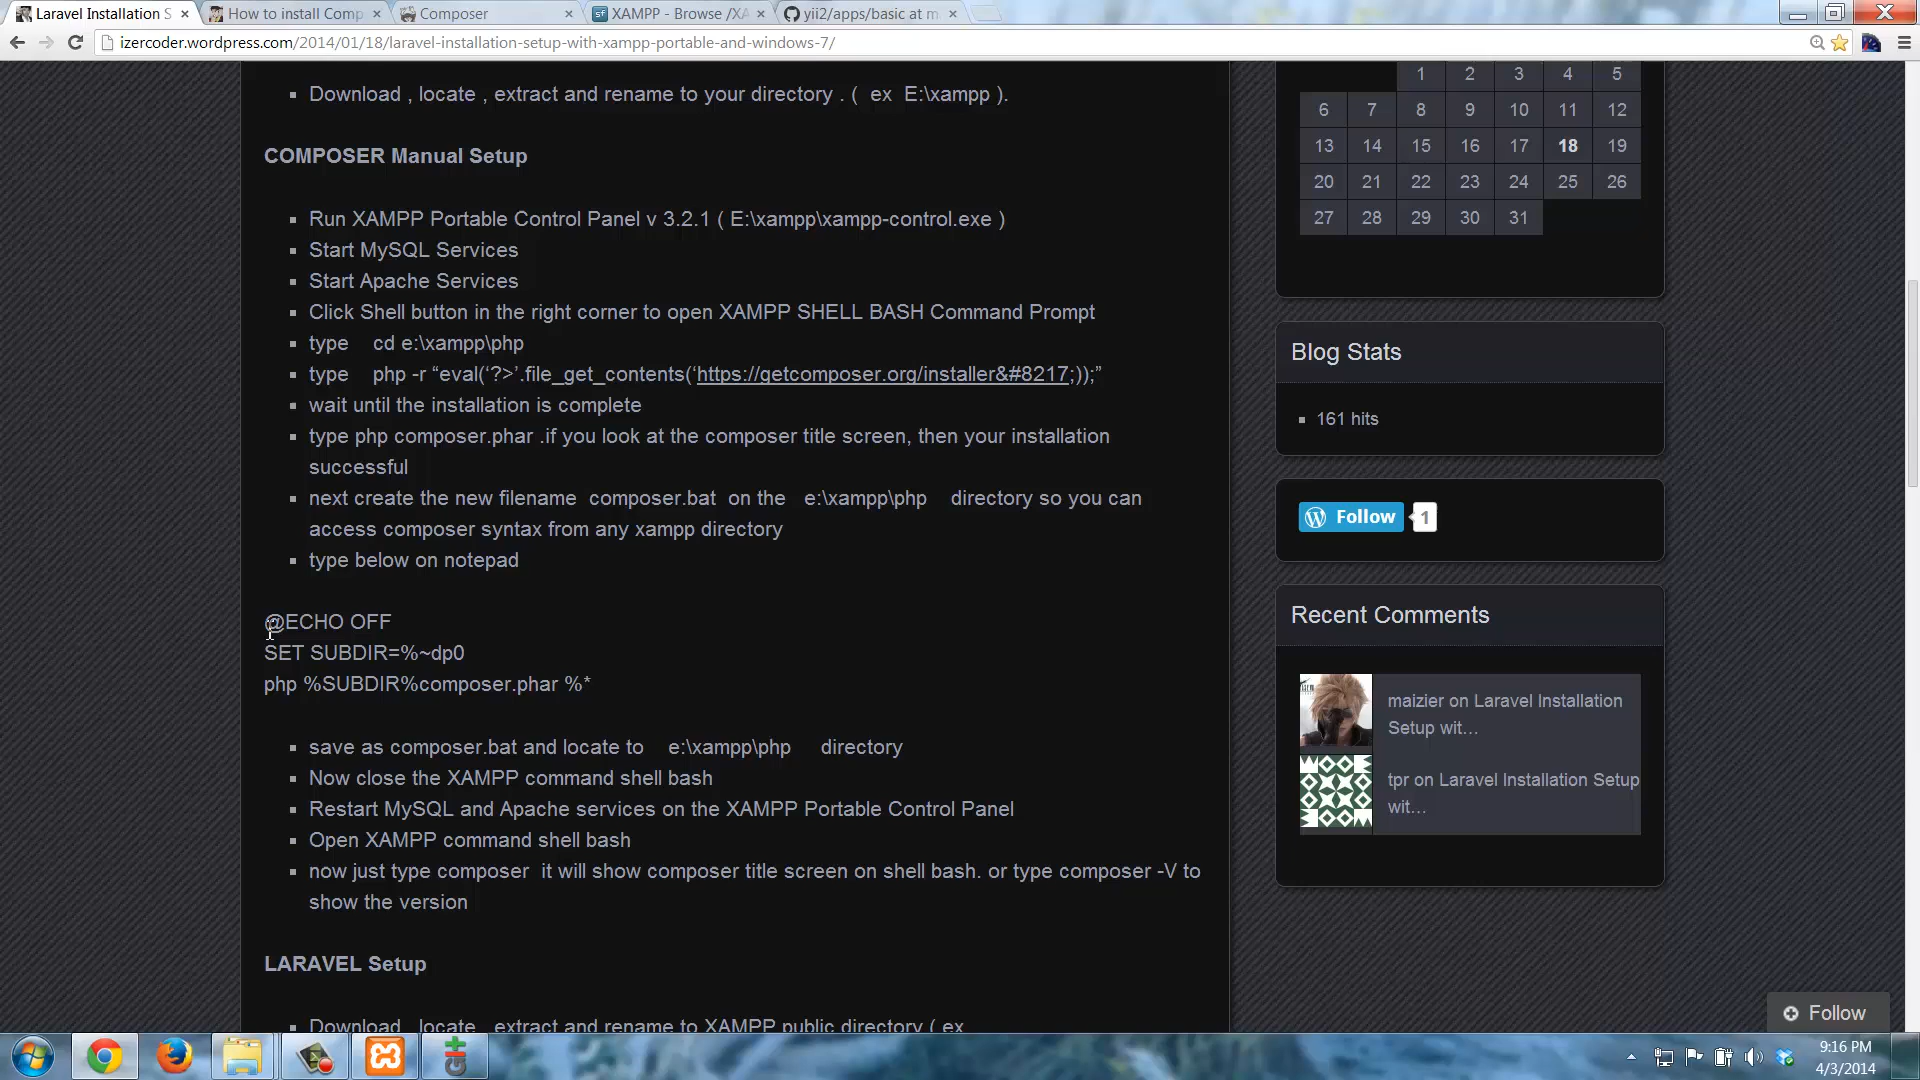 Laravel Installation S
How to install Comp
Composer
XAMPP - Browse /XA
yii2/apps/basic at m
izercoder.wordpress.com/2014/01/18/laravel-installation-setup-with-xampp-portable-and-windows-7/
Download , locate , extract and rename to your directory . (  ex  E:\xampp ).
COMPOSER Manual Setup
Run XAMPP Portable Control Panel v 3.2.1 ( E:\xampp\xampp-control.exe )
Start MySQL Services
Start Apache Services
Click Shell button in the right corner to open XAMPP SHELL BASH Command Prompt
type    cd e:\xampp\php
type    php -r “eval(‘?>’.file_get_contents(‘https://getcomposer.org/installer&#8217;));”
wait until the installation is complete
type php composer.phar .if you look at the composer title screen, then your installation
successful
next create the new filename  composer.bat  on the   e:\xampp\php    directory so you can
access composer syntax from any xampp directory
type below on notepad
@ECHO OFF
SET SUBDIR=%~dp0
php %SUBDIR%composer.phar %*
save as composer.bat and locate to    e:\xampp\php     directory
Now close the XAMPP command shell bash
Restart MySQL and Apache services on the XAMPP Portable Control Panel
Open XAMPP command shell bash
now just type composer  it will show composer title screen on shell bash. or type composer -V to
show the version
LARAVEL Setup
Download , locate , extract and rename to XAMPP public directory ( ex
1 2 3 4 5
6 7 8 9 10 11 12
13 14 15 16 17 18 19
20 21 22 23 24 25 26
27 28 29 30 31
Blog Stats
161 hits
Follow 1
Recent Comments
maizier on Laravel Installation
Setup wit…
tpr on Laravel Installation Setup
wit…
Follow
9:16 PM
4/3/2014